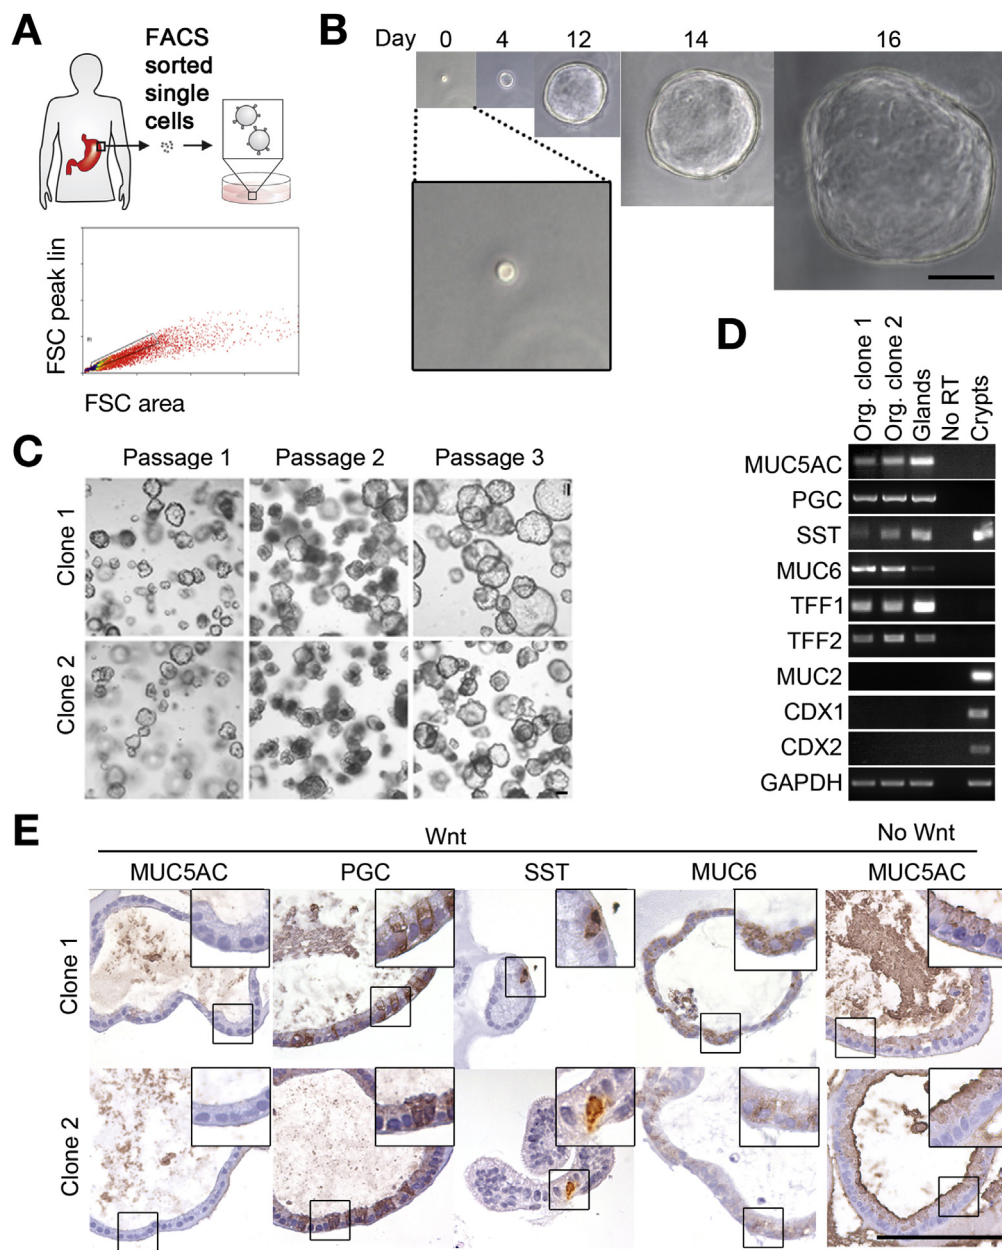 A
FACS
sorted
single
cells
FSC peak lin
FSC area
B
Day 0 4 12 14 16
C
Passage 1 Passage 2 Passage 3
Clone 1
Clone 2
D
Org. clone 1
Org. clone 2
Glands
No RT
Crypts
MUC5AC
PGC
SST
MUC6
TFF1
TFF2
MUC2
CDX1
CDX2
GAPDH
E
Wnt No Wnt
MUC5AC PGC SST MUC6 MUC5AC
Clone 1
Clone 2